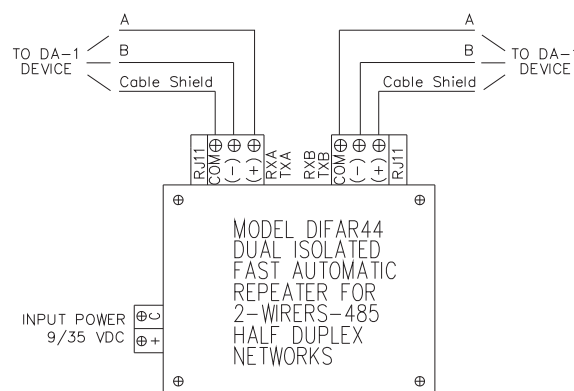 A
B
TO DA-1
DEVICE
Cable Shield
A
B
TO DA-1
DEVICE
Cable Shield
RJ11
COM
(-)
(+)
RXA
TXA
RXB
TXB
COM
(-)
(+)
RJ11
MODEL DIFAR44
DUAL ISOLATED
FAST AUTOMATIC
REPEATER FOR
2-WIRERS-485
HALF DUPLEX
NETWORKS
INPUT POWER
9/35 VDC
C
+